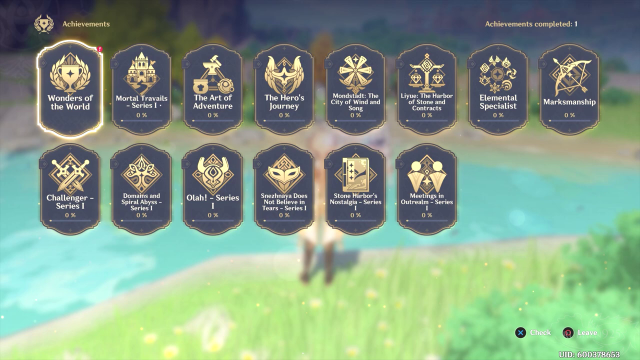 Achievements
Achievements completed: 1
Wonders of
the World
Mortal Travails
- Series I -
0 %
The Art of
Adventure
0 %
The Hero's
Journey
0 %
Mondstadt: The
City of Wind and
Song
0 %
Liyue: The Harbor
of Stone and
Contracts
0 %
Elemental
Specialist
0 %
Marksmanship
0 %
Challenger -
Series I
0 %
Domains and
Spiral Abyss -
Series I
0 %
Olah! - Series
I
0 %
Snezhnaya Does
Not Believe in
Tears - Series I
0 %
Stone Harbor's
Nostalgia - Series
I
0 %
Meetings in
Outrealm - Series
I
0 %
Check
Leave
UID: 600378653